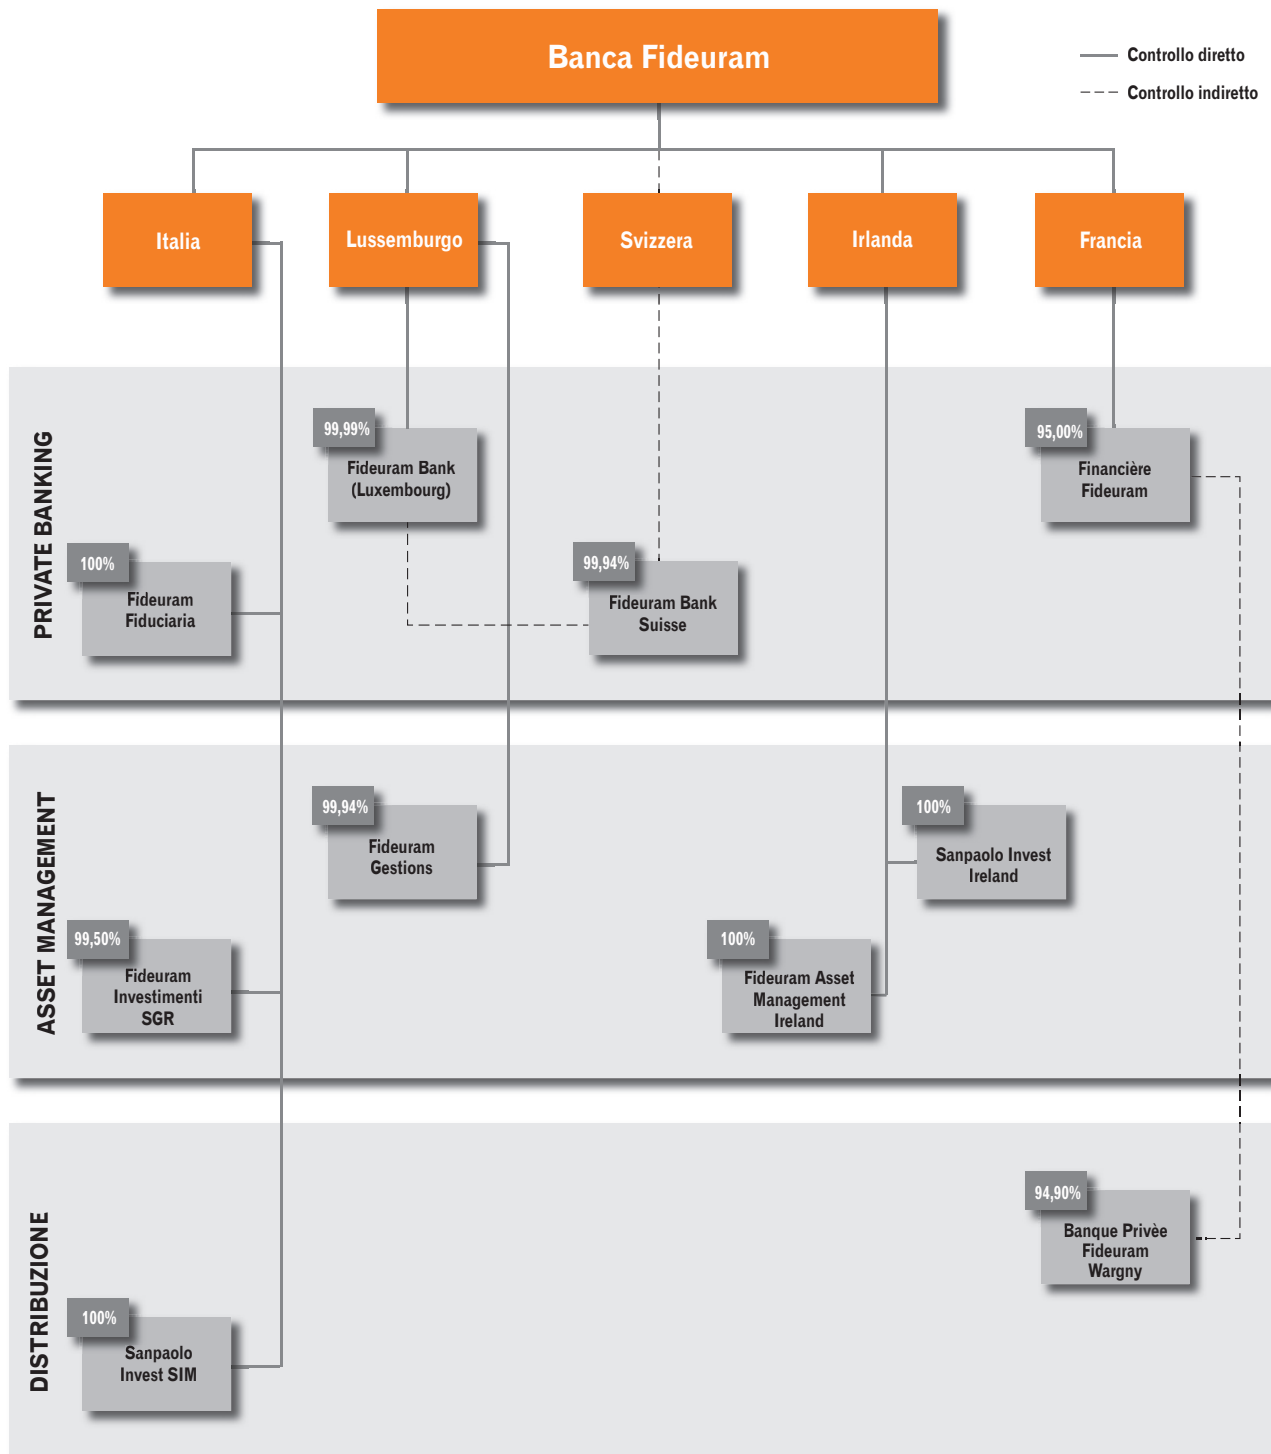 Banca Fideuram
Controllo diretto
Controllo indiretto
Italia
Lussemburgo
Svizzera
Irlanda
Francia
PRIVATE BANKING
99,99%
Fideuram Bank
(Luxembourg)
95,00%
Financière
Fideuram
100%
Fideuram
Fiduciaria
99,94%
Fideuram Bank
Suisse
ASSET MANAGEMENT
99,94%
Fideuram
Gestions
100%
Sanpaolo Invest
Ireland
99,50%
Fideuram
Investimenti
SGR
100%
Fideuram Asset
Management
Ireland
DISTRIBUZIONE
94,90%
Banque Privèe
Fideuram
Wargny
100%
Sanpaolo
Invest SIM